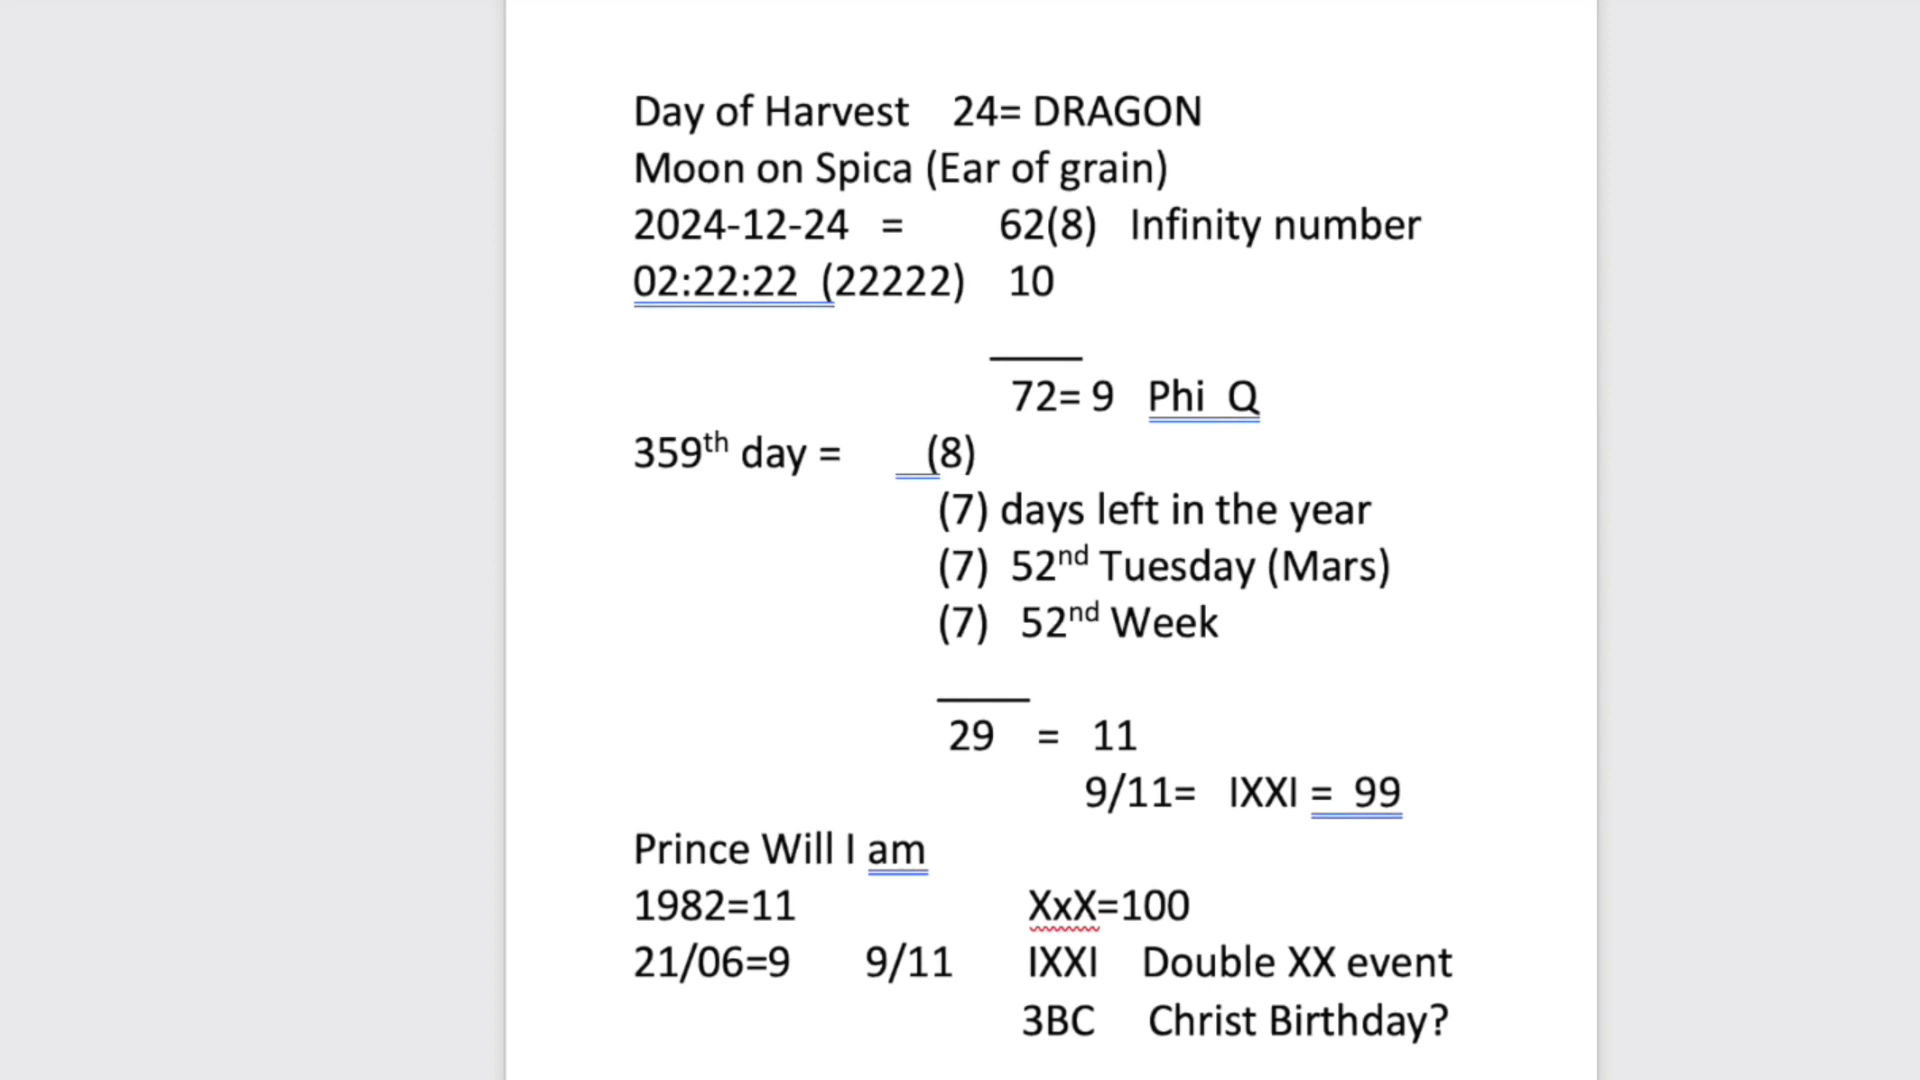 Day of Harvest 24= DRAGON
Moon on Spica (Ear of grain)
2024-12-24 = 62(8) Infinity number
02:22:22 (22222) 10
72= 9 Phi Q
359th day = (8)
(7) days left in the year
(7) 52nd Tuesday (Mars)
(7) 52nd Week
29 = 11
9/11= IXXI = 99
Prince Will I am
1982=11 XxX=100
21/06=9 9/11 IXXI Double XX event
3BC Christ Birthday?